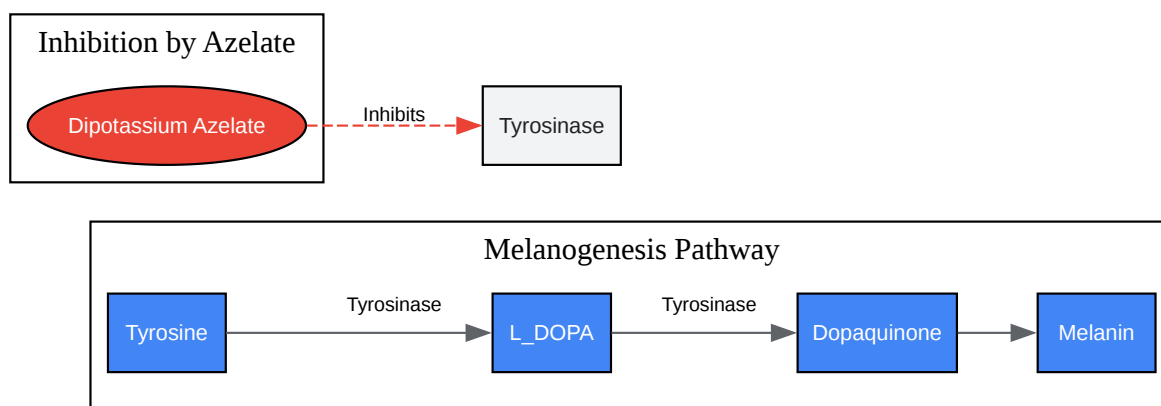 Inhibition by Azelate
Dipotassium Azelate
Inhibits
Tyrosinase
Melanogenesis Pathway
Tyrosine
Tyrosinase
L_DOPA
Tyrosinase
Dopaquinone
Melanin